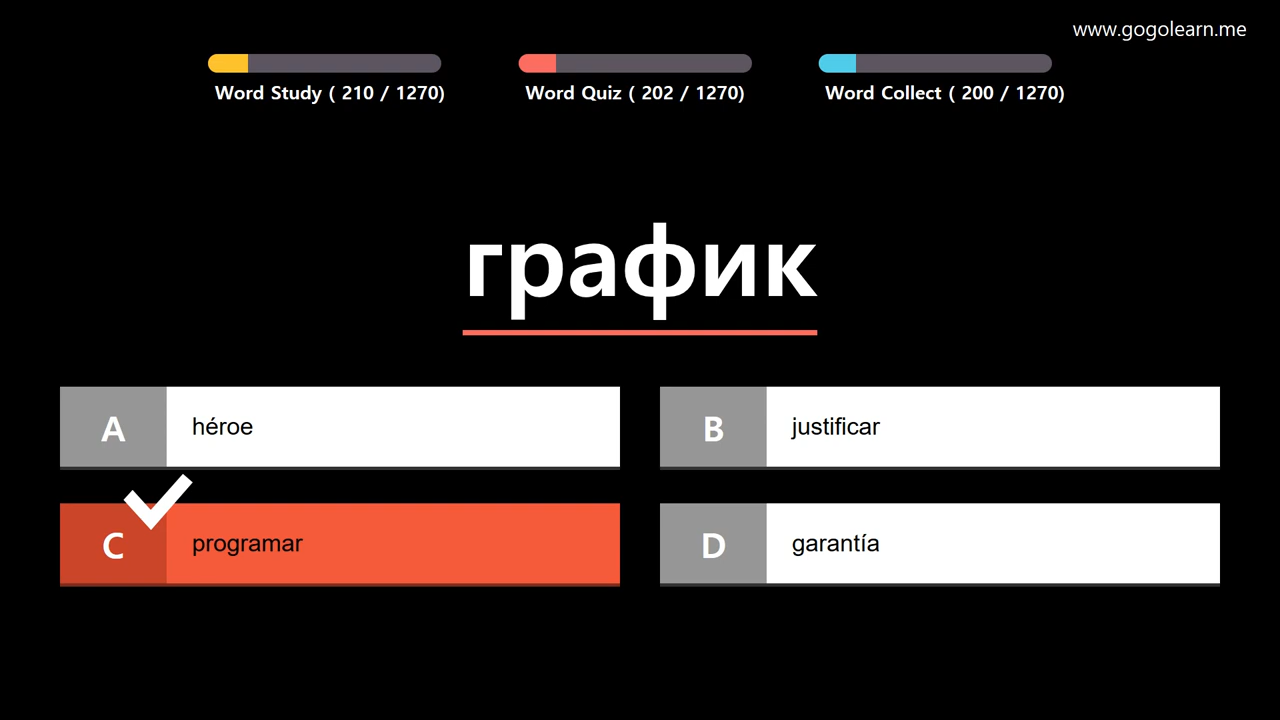 www.gogolearn.me
Word Study ( 210 / 1270)
Word Quiz ( 202 / 1270)
Word Collect ( 200 / 1270)
график
A
héroe
B
justificar
C
programar
D
garantía